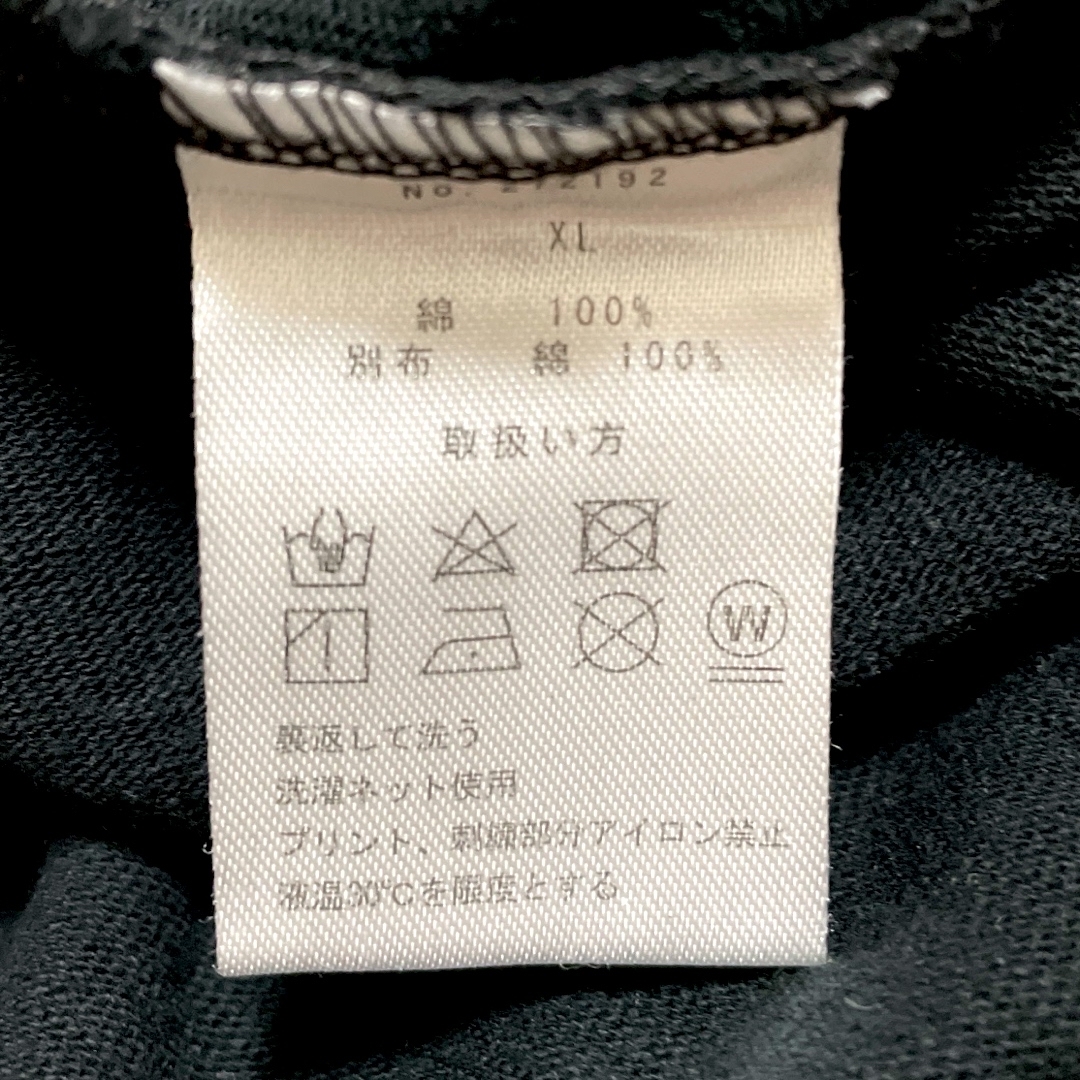 No. 272192
XL
綿 100%
別布 綿 100%
取扱い方
W
裏返して洗う
洗濯ネット使用
プリント、刺繍部分アイロン禁止
液温30℃を限度とする